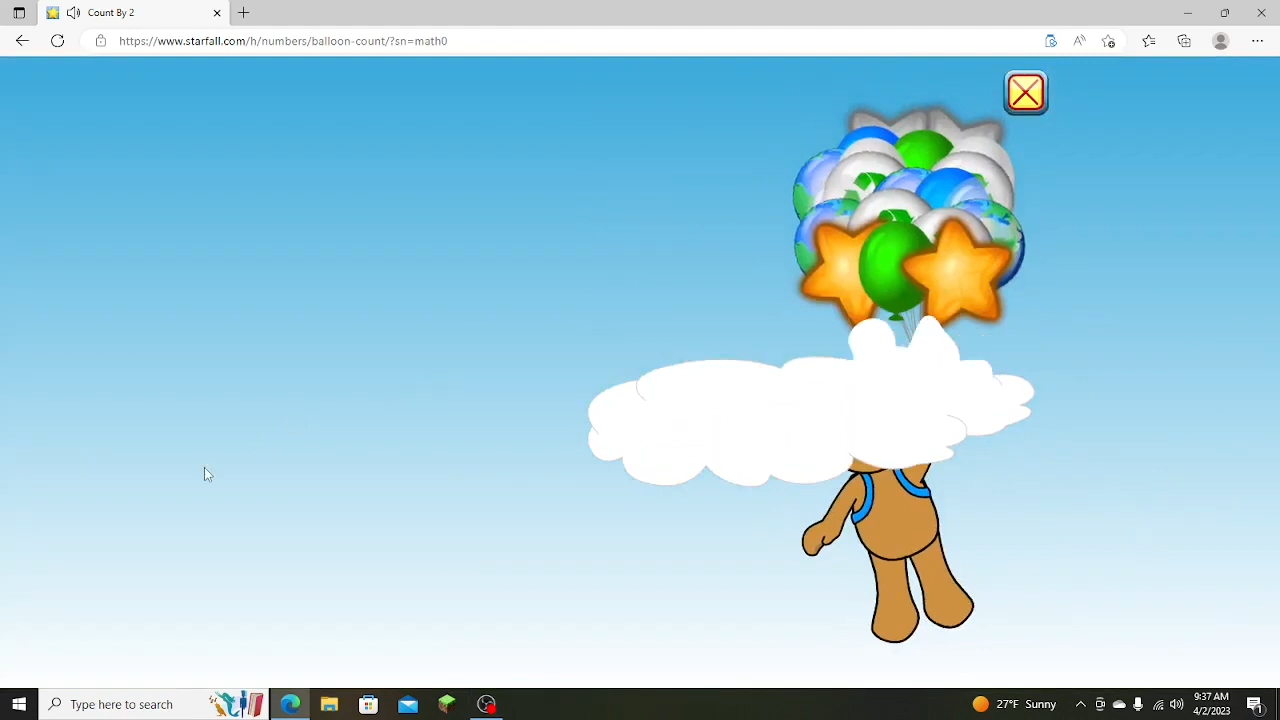 Count By 2
https://www.starfall.com/h/numbers/balloon-count/?sn=math0
Type here to search
27°F Sunny
9:37 AM
4/2/2023